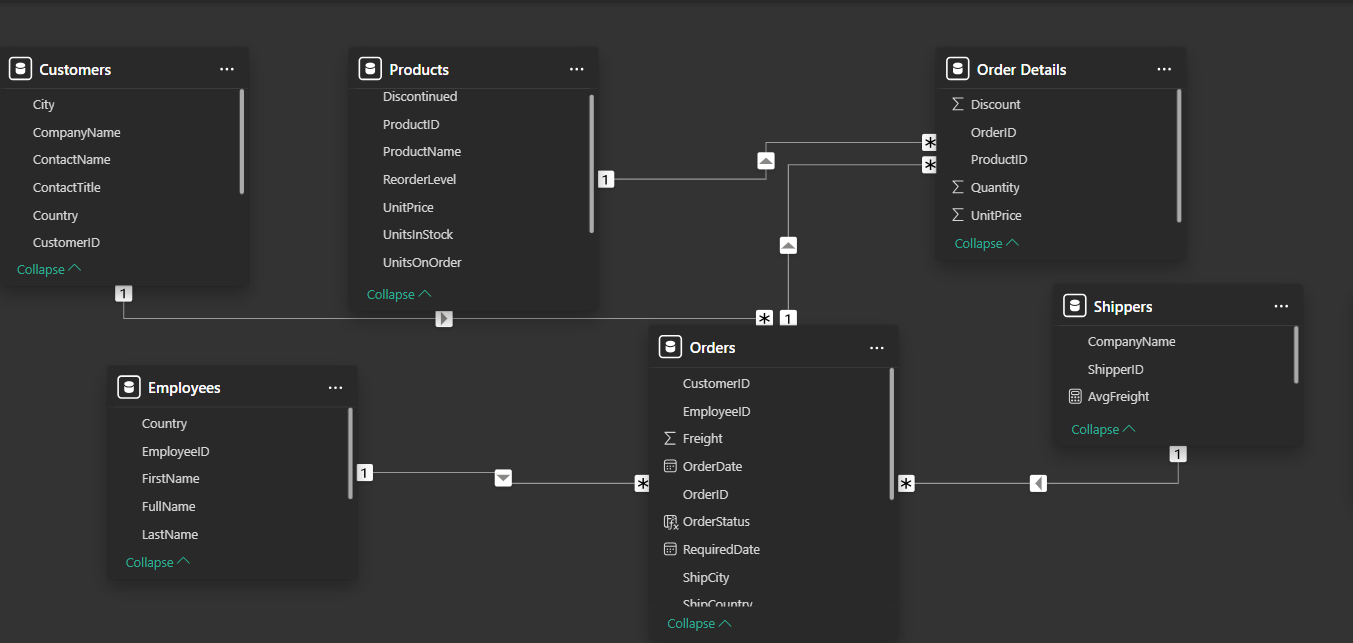 Customers
City
CompanyName
ContactName
ContactTitle
Country
CustomerID
Collapse
1
Products
Discontinued
ProductID
ProductName
ReorderLevel
UnitPrice
UnitsInStock
UnitsOnOrder
Collapse
1
Order Details
Discount
OrderID
ProductID
Quantity
UnitPrice
Collapse
*
*
Employees
Country
EmployeeID
FirstName
FullName
LastName
Collapse
1
*
1
Orders
CustomerID
EmployeeID
Freight
OrderDate
OrderID
OrderStatus
RequiredDate
ShipCity
ShipCountry
Collapse
*
*
Shippers
CompanyName
ShipperID
AvgFreight
Collapse
1